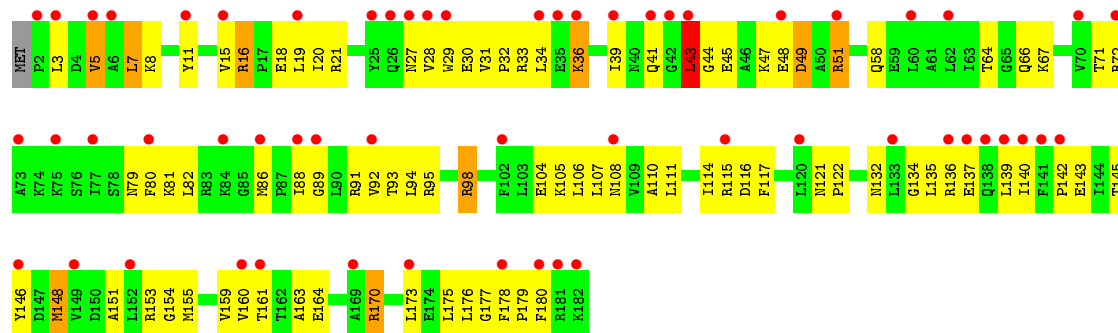 MET P2 L3 D4 V5 A6 L7 K8 Y11 V15 R16 P17 E18 L19 I20 R21 Y25 Q26 N27 V28 W29 E30 V31 P32 R33 L34 E35 K36 I39 N40 Q41 G42 L43 G44 E45 A46 K47 E48 D49 A50 R51 Q58 E59 L60 A61 L62 I63 T64 G65 Q66 K67 V70 T71 R72
A73 K74 K75 S76 I77 S78 N79 F80 K81 L82 R83 K84 G85 M86 P87 I88 G89 L90 R91 V92 T93 L94 R95 R98 F102 L103 E104 K105 L106 L107 N108 V109 A110 L111 I114 R115 D116 F117 L120 N121 P122 N132 L133 G134 L135 R136 E137 Q138 L139 I140 F141 P142 E143 I144 T145
Y146 D147 M148 V149 D150 A151 L152 R153 G154 M155 V159 V160 T161 T162 A163 E164 A169 R170 L173 E174 L175 L176 G177 F178 P179 F180 R181 K182